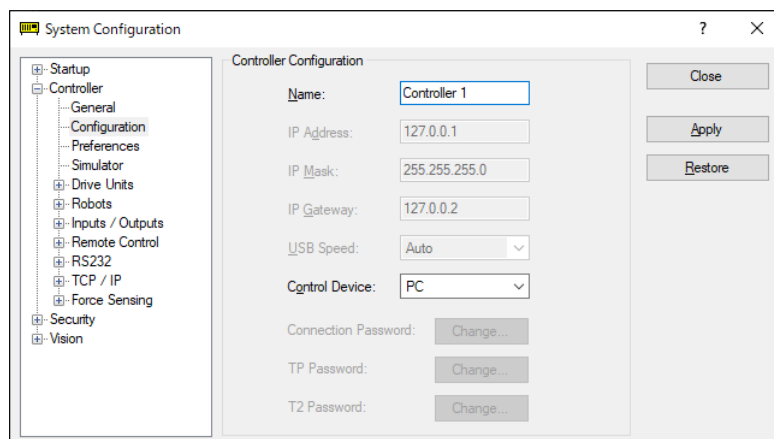 System Configuration
?
Startup
Controller
General
Configuration
Preferences
Simulator
Drive Units
Robots
Inputs / Outputs
Remote Control
RS232
TCP / IP
Force Sensing
Security
Vision
Controller Configuration
Name: Controller 1
IP Address: 127.0.0.1
IP Mask: 255.255.255.0
IP Gateway: 127.0.0.2
USB Speed: Auto
Control Device: PC
Connection Password: Change...
TP Password: Change...
T2 Password: Change...
Close
Apply
Restore